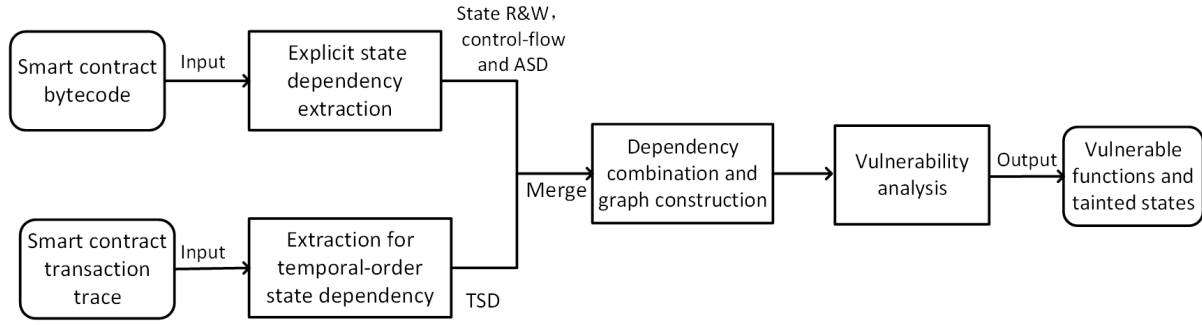 Smart contract
bytecode
Input
Explicit state
dependency
extraction
State R&W，
control-flow
and ASD
Smart contract
transaction
trace
Input
Extraction for
temporal-order
state dependency
TSD
Merge
Dependency
combination and
graph construction
Vulnerability
analysis
Output
Vulnerable
functions and
tainted states